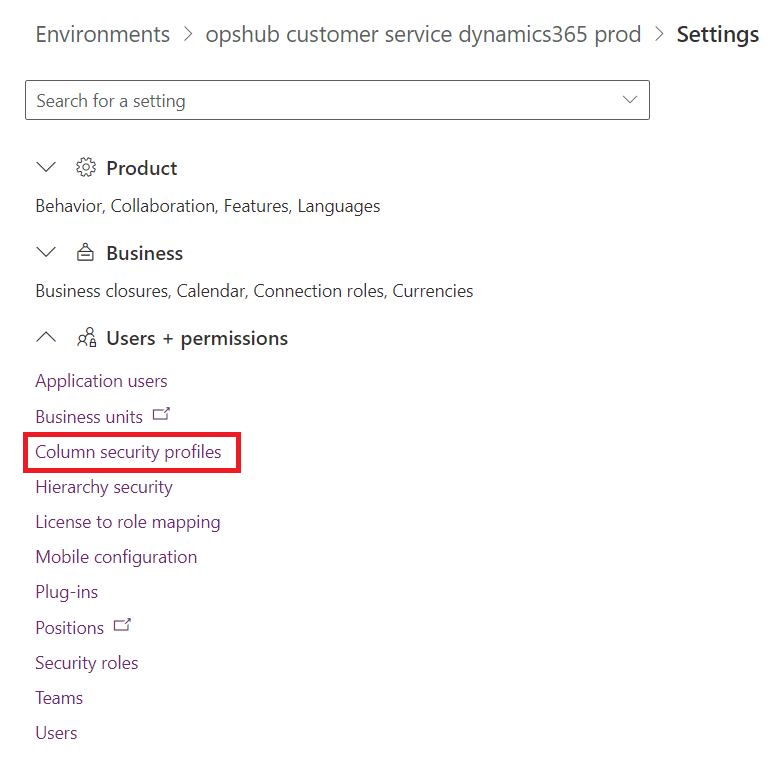 Environments > opshub customer service dynamics365 prod > Settings
Search for a setting
Product
Behavior, Collaboration, Features, Languages
Business
Business closures, Calendar, Connection roles, Currencies
Users + permissions
Application users
Business units
Column security profiles
Hierarchy security
License to role mapping
Mobile configuration
Plug-ins
Positions
Security roles
Teams
Users